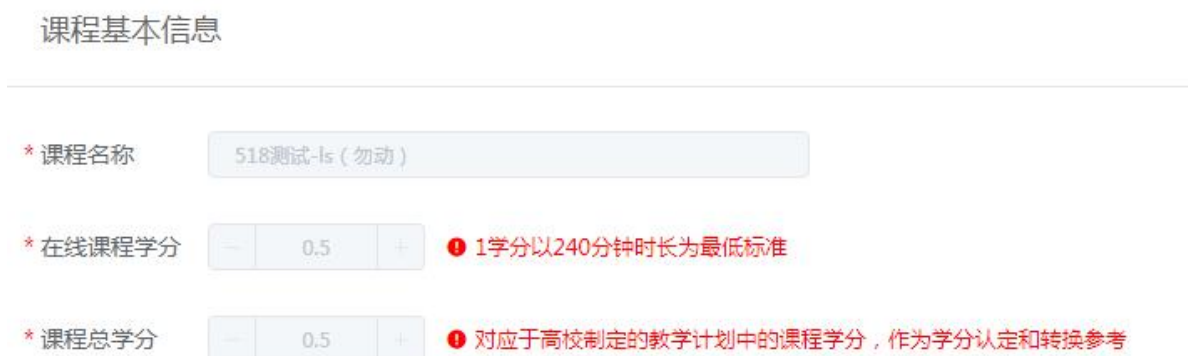 课程基本信息
* 课程名称 518测试-ls（勿动）
* 在线课程学分 − 0.5 + 1学分以240分钟时长为最低标准
* 课程总学分 − 0.5 + 对应于高校制定的教学计划中的课程学分，作为学分认定和转换参考